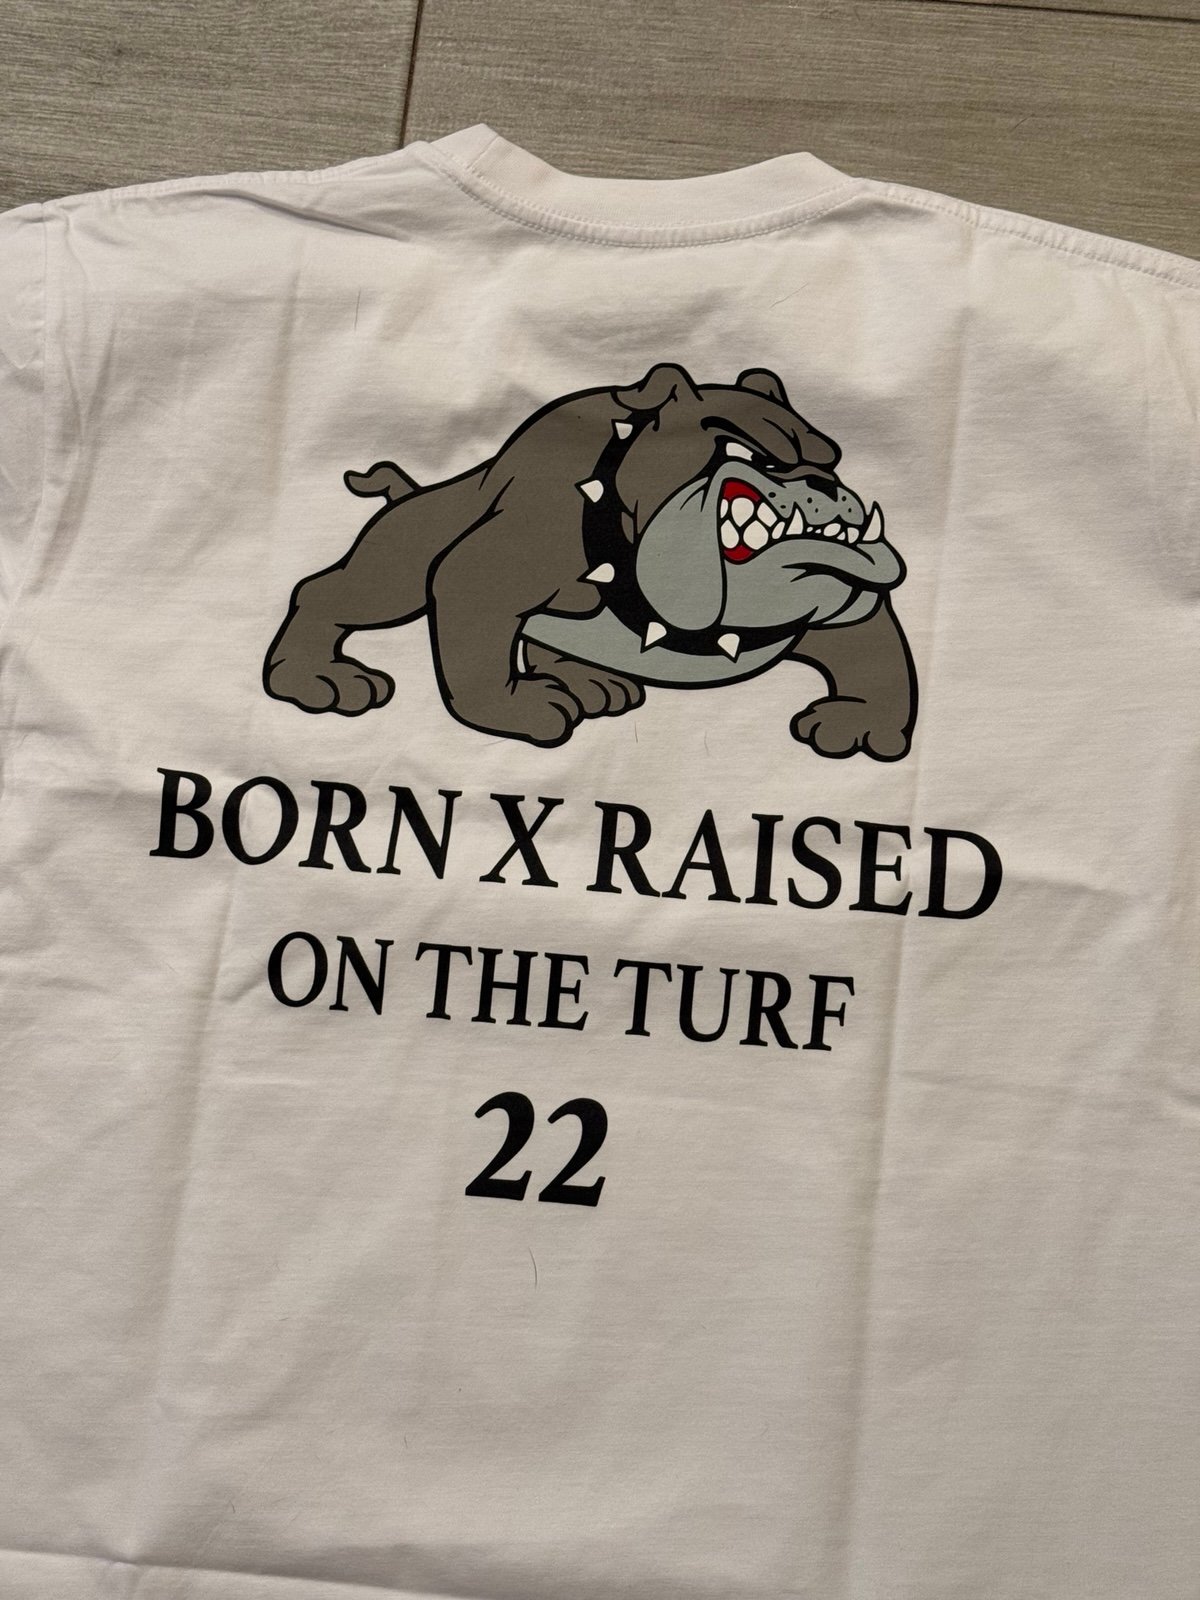 BORN X RAISED
ON THE TURF
22